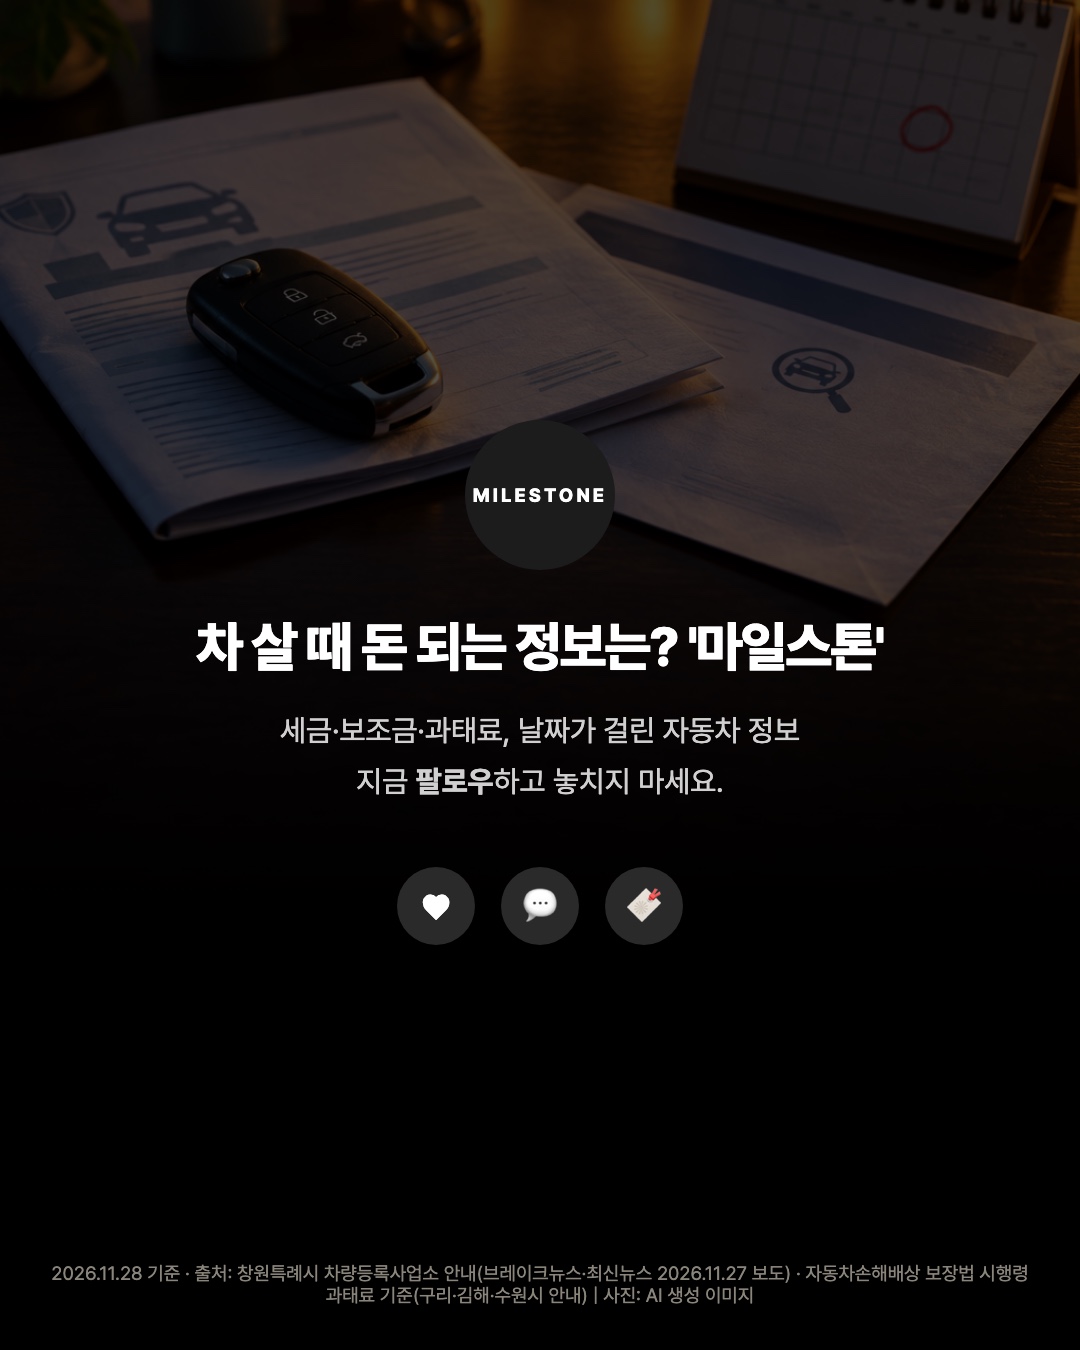 MILESTONE
차 살 때 돈 되는 정보는? '마일스톤'
세금·보조금·과태료, 날짜가 걸린 자동차 정보
지금 팔로우하고 놓치지 마세요.
2026.11.28 기준 · 출처: 창원특례시 차량등록사업소 안내(브레이크뉴스·최신뉴스 2026.11.27 보도) · 자동차손해배상 보장법 시행령
과태료 기준(구리·김해·수원시 안내) | 사진: AI 생성 이미지